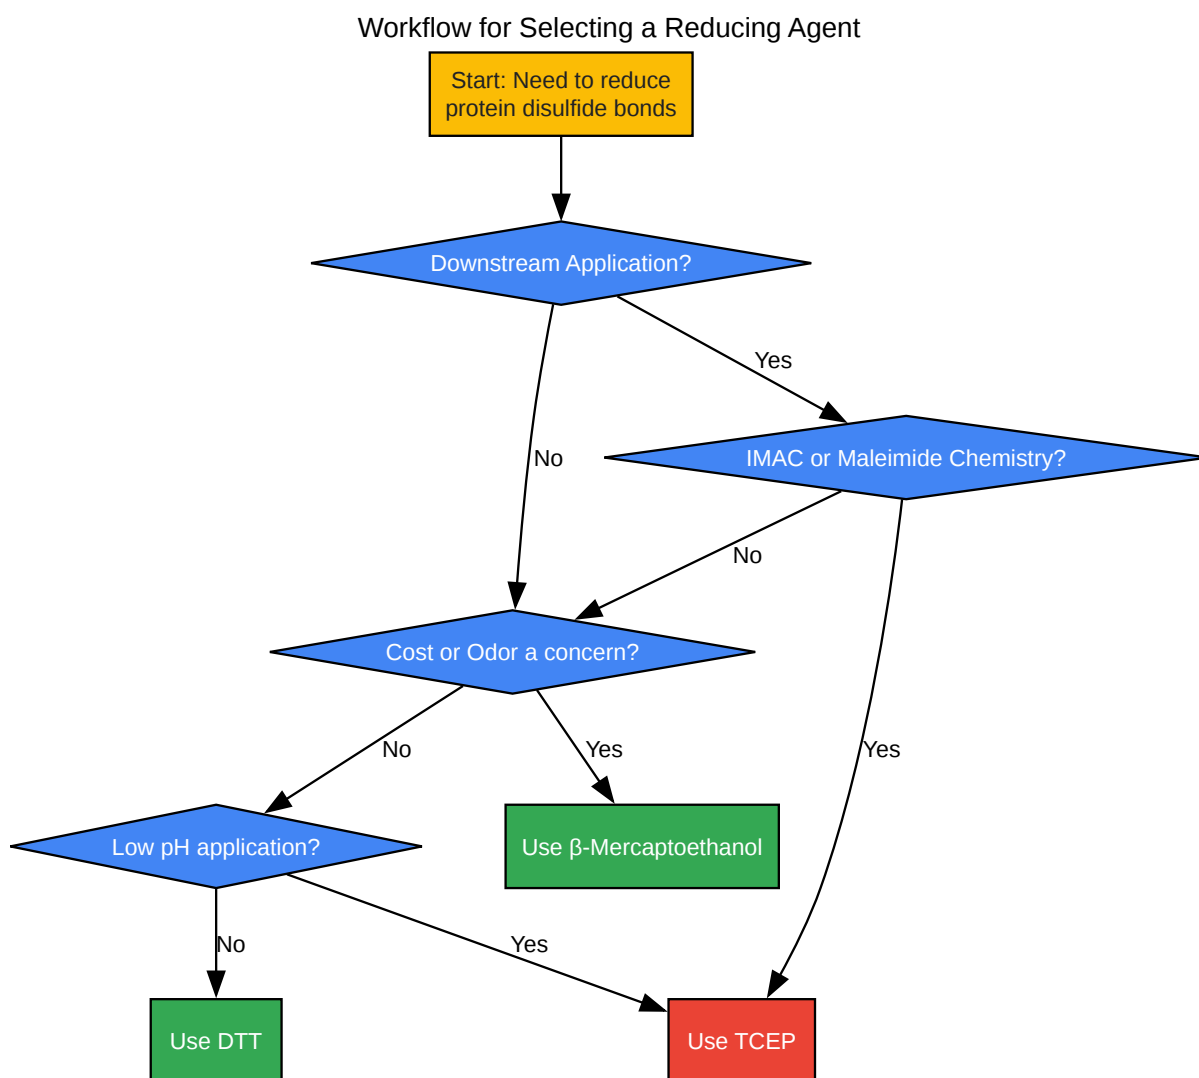 Workflow for Selecting a Reducing Agent
Start: Need to reduce
protein disulfide bonds
Downstream Application?
Yes
No
IMAC or Maleimide Chemistry?
No
Cost or Odor a concern?
No
Yes
Yes
Use β-Mercaptoethanol
Low pH application?
No
Yes
Use DTT
Use TCEP